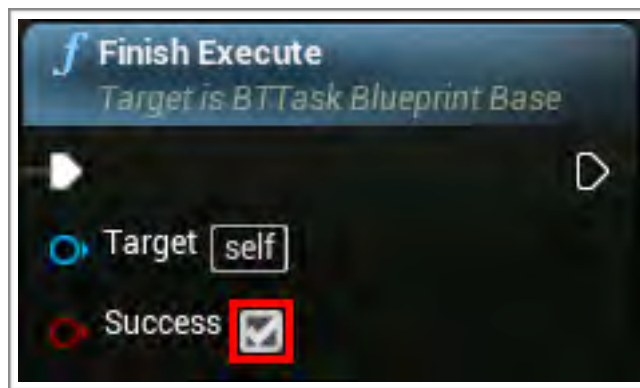 f Finish Execute
Target is BTTask Blueprint Base
Target self
Success